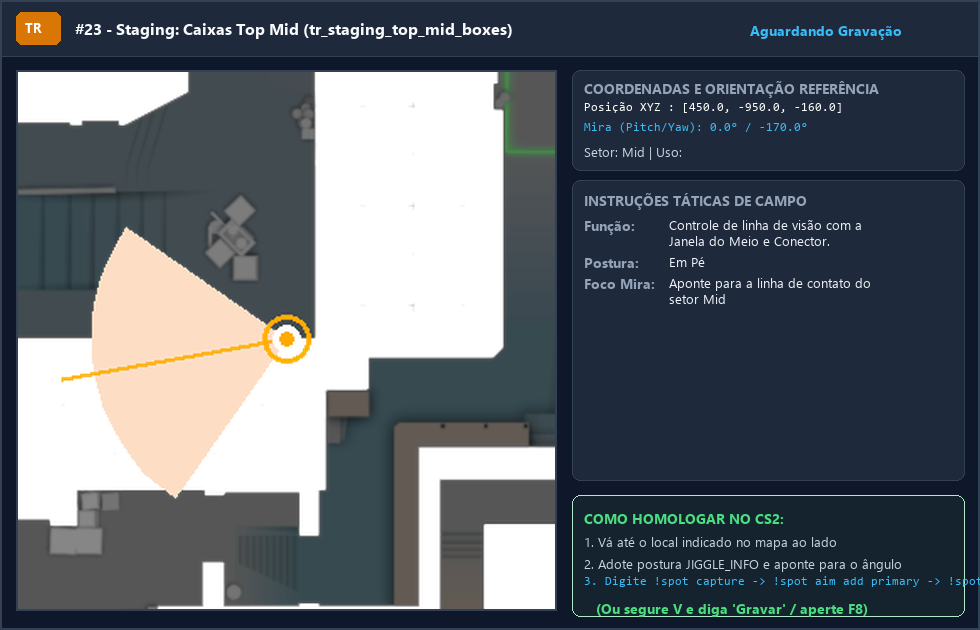 TR
#23 - Staging: Caixas Top Mid (tr_staging_top_mid_boxes)
Aguardando Gravação
COORDENADAS E ORIENTAÇÃO REFERÊNCIA
Posição XYZ : [450.0, -950.0, -160.0]
Mira (Pitch/Yaw): 0.0° / -170.0°
Setor: Mid | Uso:
INSTRUÇÕES TÁTICAS DE CAMPO
Função: Controle de linha de visão com a
Janela do Meio e Conector.
Postura: Em Pé
Foco Mira: Aponte para a linha de contato do
setor Mid
COMO HOMOLOGAR NO CS2:
1. Vá até o local indicado no mapa ao lado
2. Adote postura JIGGLE_INFO e aponte para o ângulo
3. Digite !spot capture -> !spot aim add primary -> !spot
(Ou segure V e diga 'Gravar' / aperte F8)